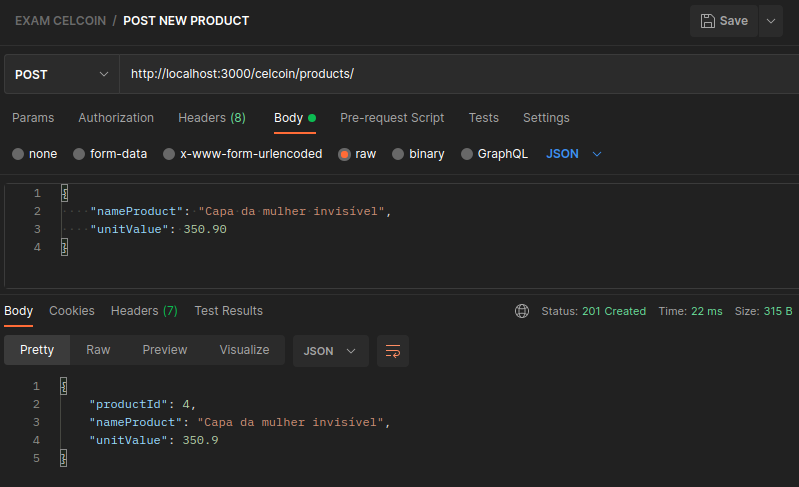 EXAM CELCOIN / POST NEW PRODUCT Save
POST http://localhost:3000/celcoin/products/
Params Authorization Headers (8) Body Pre-request Script Tests Settings
none form-data x-www-form-urlencoded raw binary GraphQL JSON
1 {
2 ····"nameProduct":·"Capa·da·mulher·invisível",
3 ····"unitValue":·350.90
4 }
Body Cookies Headers (7) Test Results Status: 201 Created Time: 22 ms Size: 315 B
Pretty Raw Preview Visualize JSON
1 {
2     "productId": 4,
3     "nameProduct": "Capa da mulher invisível",
4     "unitValue": 350.9
5 }